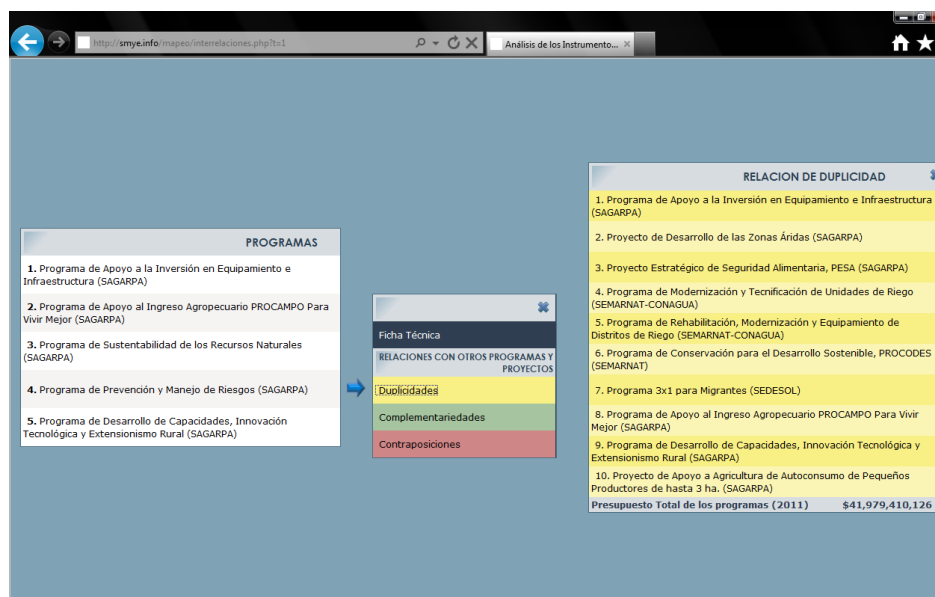 http://smye.info/mapeo/interrelaciones.php?t=1
Análisis de los Instrumento...
PROGRAMAS
1. Programa de Apoyo a la Inversión en Equipamiento e
Infraestructura (SAGARPA)
2. Programa de Apoyo al Ingreso Agropecuario PROCAMPO Para
Vivir Mejor (SAGARPA)
3. Programa de Sustentabilidad de los Recursos Naturales
(SAGARPA)
4. Programa de Prevención y Manejo de Riesgos (SAGARPA)
5. Programa de Desarrollo de Capacidades, Innovación
Tecnológica y Extensionismo Rural (SAGARPA)
Ficha Técnica
RELACIONES CON OTROS PROGRAMAS Y
PROYECTOS
Duplicidades
Complementariedades
Contraposiciones
RELACION DE DUPLICIDAD
1. Programa de Apoyo a la Inversión en Equipamiento e Infraestructura
(SAGARPA)
2. Proyecto de Desarrollo de las Zonas Áridas (SAGARPA)
3. Proyecto Estratégico de Seguridad Alimentaria, PESA (SAGARPA)
4. Programa de Modernización y Tecnificación de Unidades de Riego
(SEMARNAT-CONAGUA)
5. Programa de Rehabilitación, Modernización y Equipamiento de
Distritos de Riego (SEMARNAT-CONAGUA)
6. Programa de Conservación para el Desarrollo Sostenible, PROCODES
(SEMARNAT)
7. Programa 3x1 para Migrantes (SEDESOL)
8. Programa de Apoyo al Ingreso Agropecuario PROCAMPO Para Vivir
Mejor (SAGARPA)
9. Programa de Desarrollo de Capacidades, Innovación Tecnológica y
Extensionismo Rural (SAGARPA)
10. Proyecto de Apoyo a Agricultura de Autoconsumo de Pequeños
Productores de hasta 3 ha. (SAGARPA)
Presupuesto Total de los programas (2011) $41,979,410,126